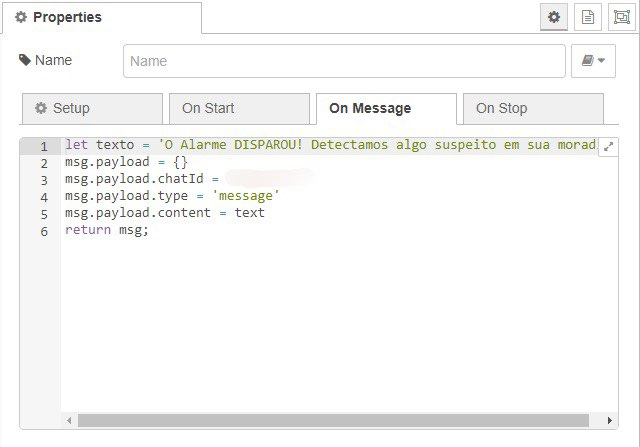 Properties
Name
Name
Setup
On Start
On Message
On Stop
1 let texto = 'O Alarme DISPAROU! Detectamos algo suspeito em sua
2 msg.payload = {}
3 msg.payload.chatId =
4 msg.payload.type = 'message'
5 msg.payload.content = text
6 return msg;